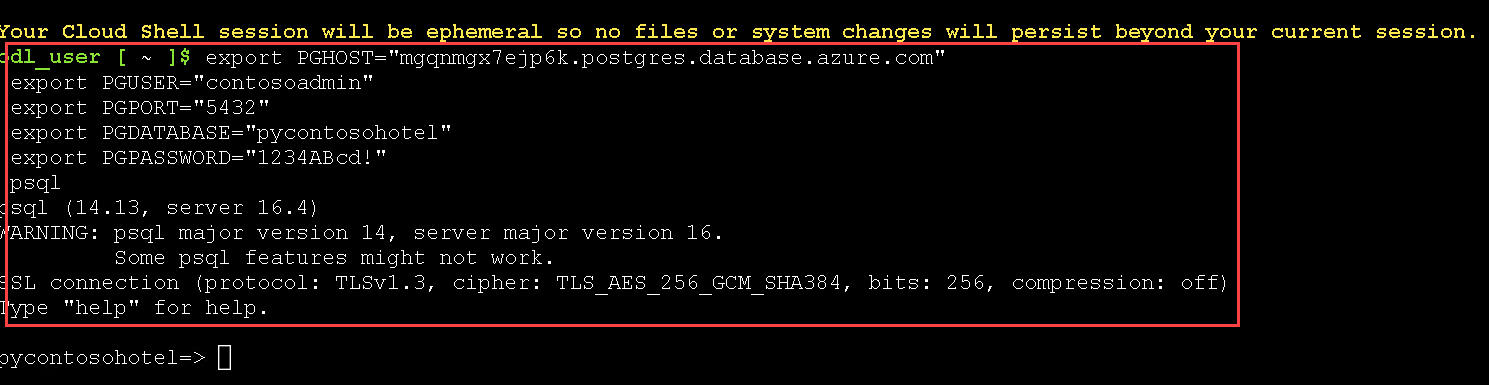 Your Cloud Shell session will be ephemeral so no files or system changes will persist beyond your current session.
odl_user [ ~ ]$ export PGHOST="mgqnmgx7ejp6k.postgres.database.azure.com"
export PGUSER="contosoadmin"
export PGPORT="5432"
export PGDATABASE="pycontosohotel"
export PGPASSWORD="1234ABcd!"
psql
psql (14.13, server 16.4)
WARNING: psql major version 14, server major version 16.
Some psql features might not work.
SSL connection (protocol: TLSv1.3, cipher: TLS_AES_256_GCM_SHA384, bits: 256, compression: off)
Type "help" for help.
pycontosohotel=>